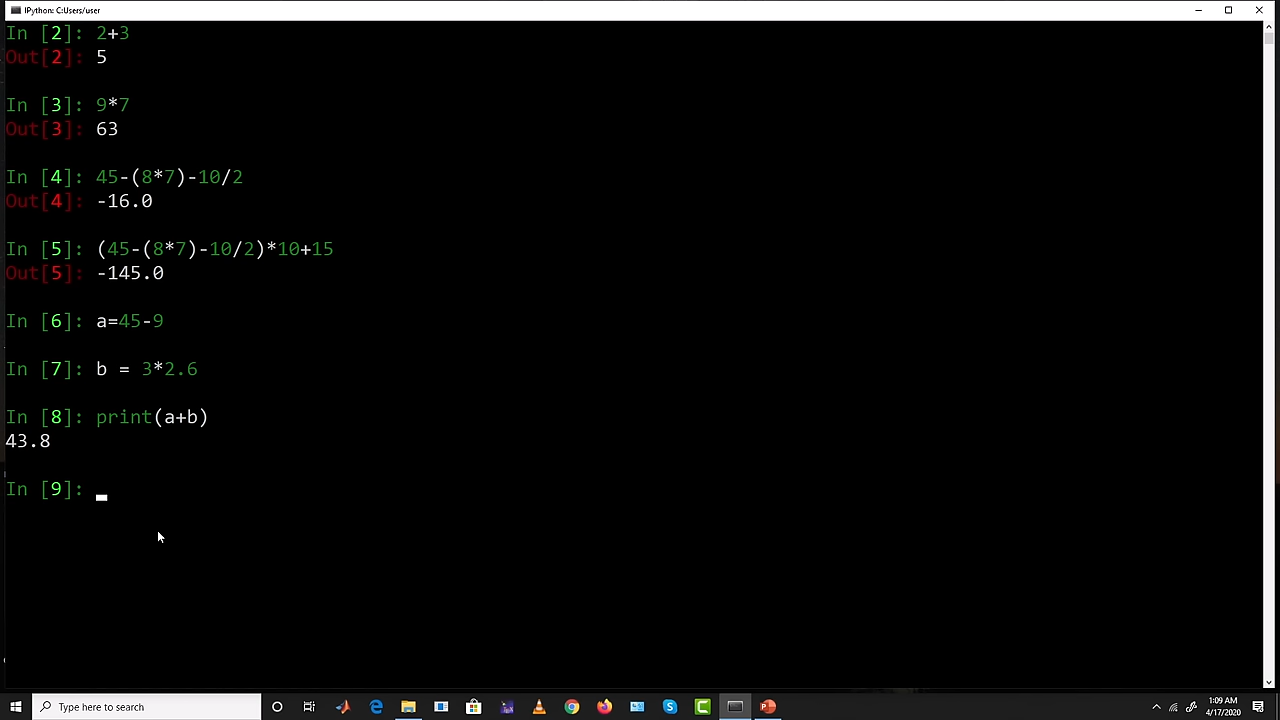 IPython: C:Users/user
In [2]: 2+3
Out[2]: 5
In [3]: 9*7
Out[3]: 63
In [4]: 45-(8*7)-10/2
Out[4]: -16.0
In [5]: (45-(8*7)-10/2)*10+15
Out[5]: -145.0
In [6]: a=45-9
In [7]: b = 3*2.6
In [8]: print(a+b)
43.8
In [9]:
Type here to search
1:09 AM
4/17/2020